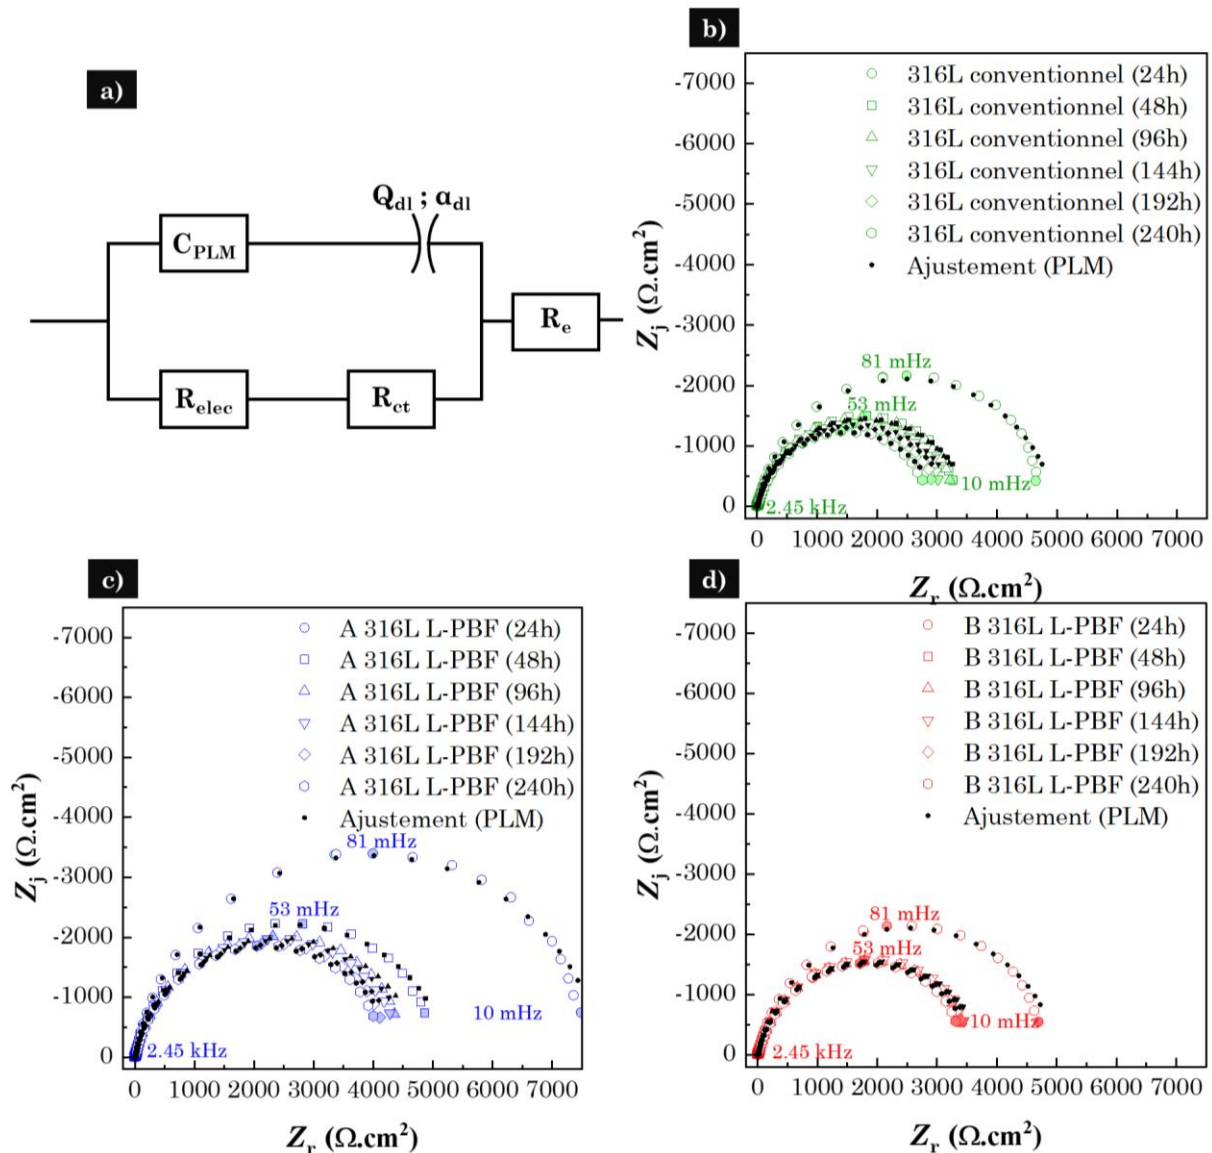 a)
Q_dl ; α_dl
C_PLM
R_e
R_elec
R_ct
b)
316L conventionnel (24h)
316L conventionnel (48h)
316L conventionnel (96h)
316L conventionnel (144h)
316L conventionnel (192h)
316L conventionnel (240h)
Ajustement (PLM)
-7000
-6000
-5000
-4000
-3000
-2000
-1000
0
Z_j (Ω.cm²)
81 mHz
53 mHz
10 mHz
2.45 kHz
0 1000 2000 3000 4000 5000 6000 7000
Z_r (Ω.cm²)
c)
A 316L L-PBF (24h)
A 316L L-PBF (48h)
A 316L L-PBF (96h)
A 316L L-PBF (144h)
A 316L L-PBF (192h)
A 316L L-PBF (240h)
Ajustement (PLM)
-7000
-6000
-5000
-4000
-3000
-2000
-1000
0
Z_j (Ω.cm²)
81 mHz
53 mHz
10 mHz
2.45 kHz
0 1000 2000 3000 4000 5000 6000 7000
Z_r (Ω.cm²)
d)
B 316L L-PBF (24h)
B 316L L-PBF (48h)
B 316L L-PBF (96h)
B 316L L-PBF (144h)
B 316L L-PBF (192h)
B 316L L-PBF (240h)
Ajustement (PLM)
-7000
-6000
-5000
-4000
-3000
-2000
-1000
0
Z_j (Ω.cm²)
81 mHz
53 mHz
10 mHz
2.45 kHz
0 1000 2000 3000 4000 5000 6000 7000
Z_r (Ω.cm²)